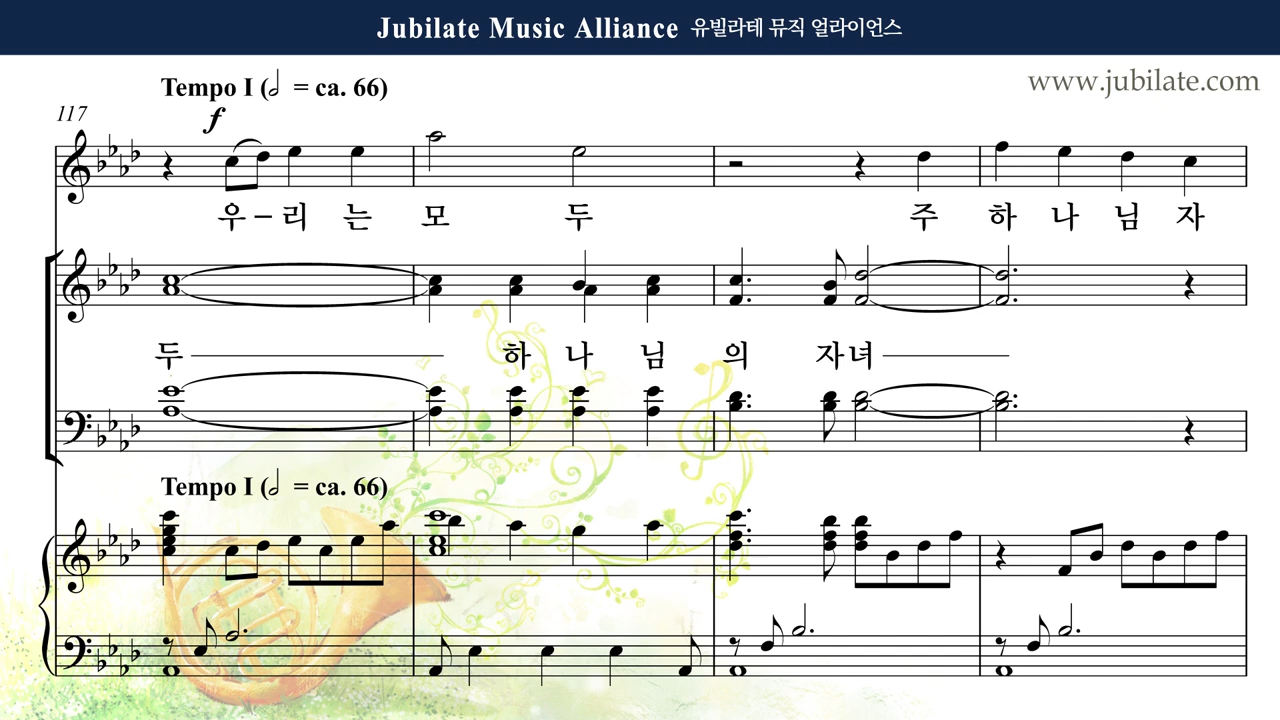 Jubilate Music Alliance 유빌라테 뮤직 얼라이언스
www.jubilate.com
Tempo I (𝅗𝅥 = ca. 66)
117
f
우 – 리 는 모 두 주 하 나 님 자
두 하 나 님 의 자 녀
Tempo I (𝅗𝅥 = ca. 66)